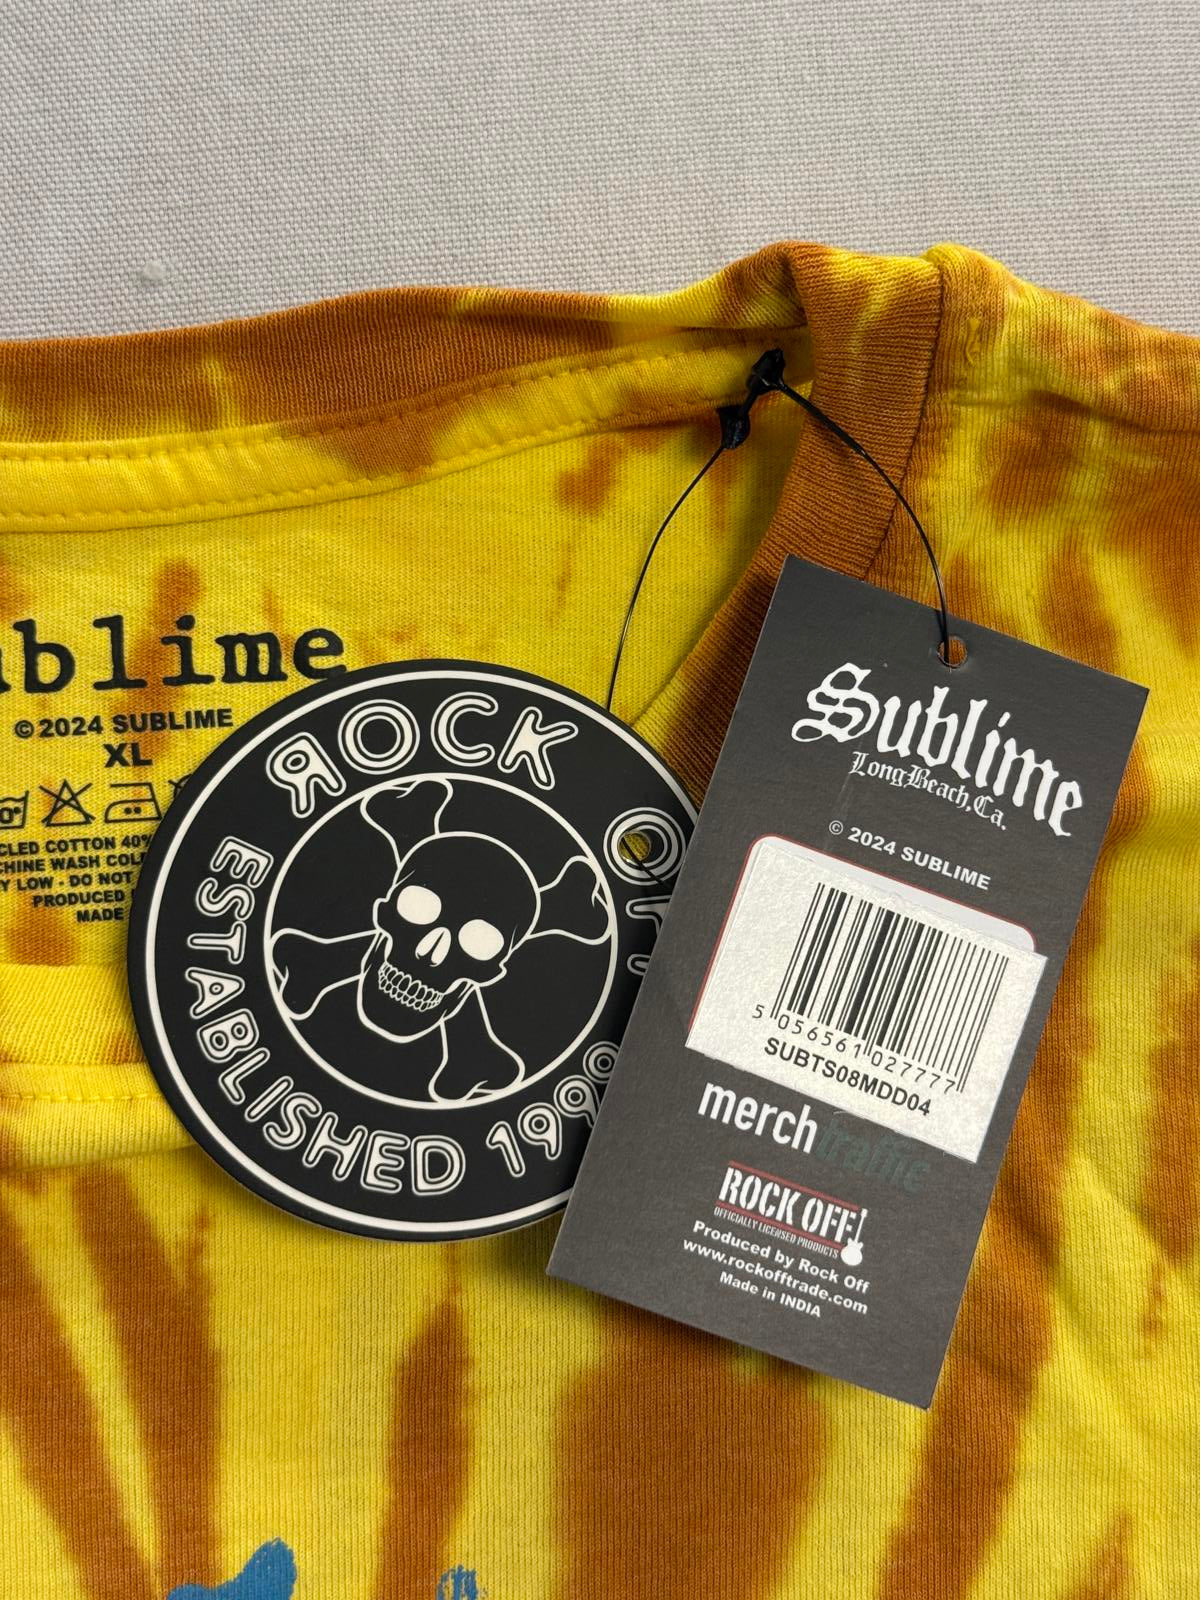 ublime
©2024 SUBLIME
XL
CLED COTTON 40%
CHINE WASH COL
Y LOW - DO NOT
PRODUCED
MADE
ROCK O
ESTABLISHED 199
Sublime
Long Beach, Ca.
© 2024 SUBLIME
5 056561 027777
SUBTS08MDD04
merchtraffic
ROCK OFF!
OFFICIALLY LICENSED PRODUCTS
Produced by Rock Off
www.rockofftrade.com
Made in INDIA